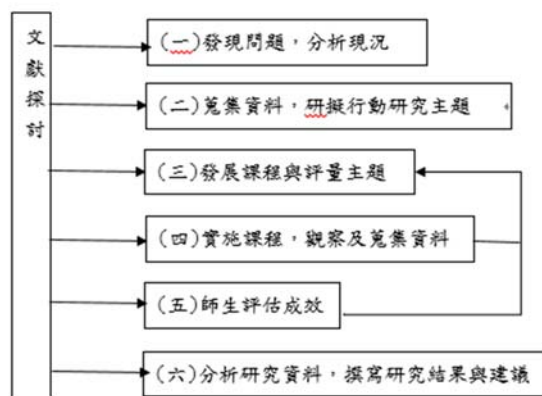 文獻探討
(一)發現問題，分析現況
(二)蒐集資料，研擬行動研究主題
(三)發展課程與評量主題
(四)實施課程，觀察及蒐集資料
(五)師生評估成效
(六)分析研究資料，撰寫研究結果與建議